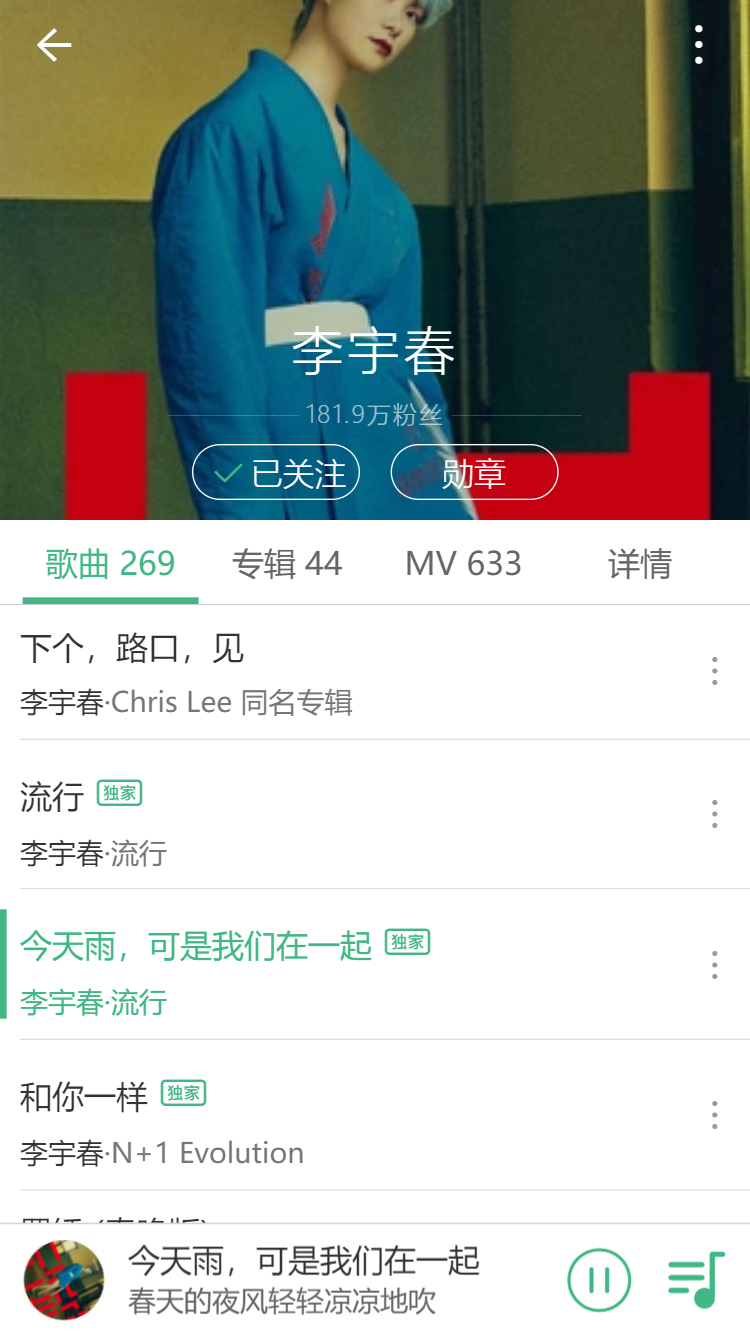 李宇春
181.9万粉丝
已关注 勋章
歌曲 269 专辑 44 MV 633 详情
下个，路口，见
李宇春·Chris Lee 同名专辑
流行 独家
李宇春·流行
今天雨，可是我们在一起 独家
李宇春·流行
和你一样 独家
李宇春·N+1 Evolution
今天雨，可是我们在一起
春天的夜风轻轻凉凉地吹